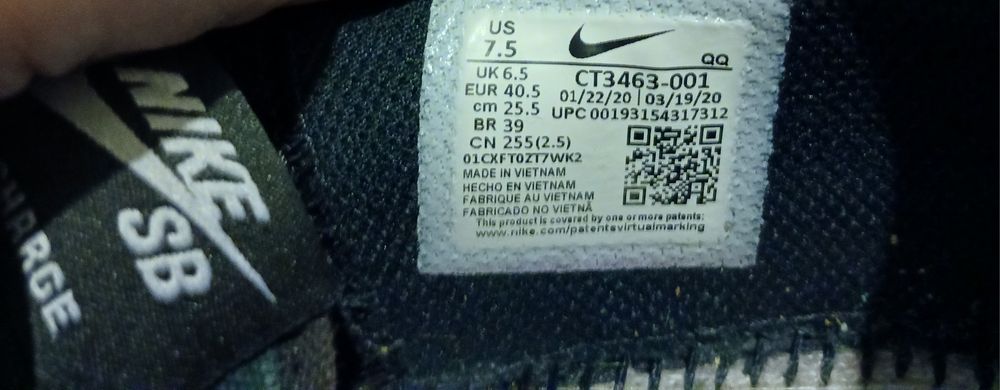 NIKE
SB
CHARGE
US
7.5
QQ
UK 6.5
EUR 40.5
cm 25.5
BR 39
CN 255(2.5)
CT3463-001
01/22/20 | 03/19/20
UPC 00193154317312
01CXFT0ZT7WK2
MADE IN VIETNAM
HECHO EN VIETNAM
FABRIQUE AU VIETNAM
FABRICADO NO VIETNÃ
This product is covered by one or more patents:
www.nike.com/patentsvirtualmarking